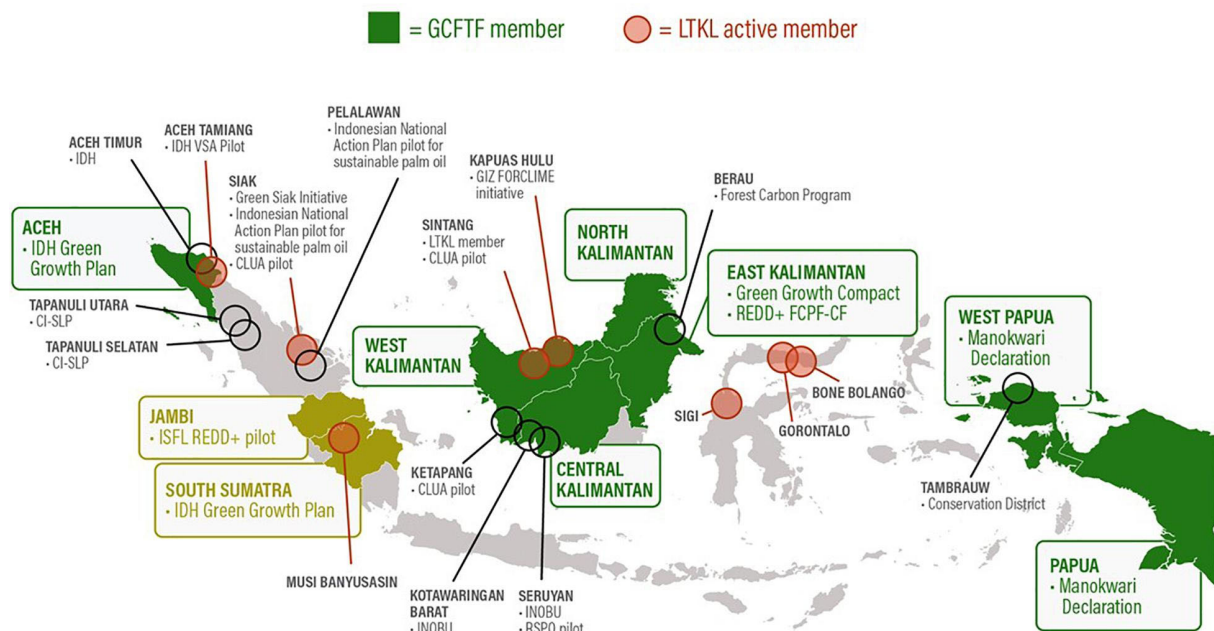 = GCFTF member
= LTKL active member
PELALAWAN
• Indonesian National
Action Plan pilot for
sustainable palm oil
ACEH TAMIANG
• IDH VSA Pilot
ACEH TIMUR
• IDH
SIAK
• Green Siak Initiative
• Indonesian National
Action Plan pilot for
sustainable palm oil
• CLUA pilot
KAPUAS HULU
• GIZ FORCLIME
initiative
BERAU
• Forest Carbon Program
ACEH
• IDH Green
Growth Plan
SINTANG
• LTKL member
• CLUA pilot
NORTH
KALIMANTAN
EAST KALIMANTAN
• Green Growth Compact
• REDD+ FCPF-CF
TAPANULI UTARA
• CI-SLP
TAPANULI SELATAN
• CI-SLP
WEST
KALIMANTAN
WEST PAPUA
• Manokwari
Declaration
BONE BOLANGO
SIGI
GORONTALO
JAMBI
• ISFL REDD+ pilot
KETAPANG
• CLUA pilot
CENTRAL
KALIMANTAN
TAMBRAUW
• Conservation District
SOUTH SUMATRA
• IDH Green Growth Plan
MUSI BANYUSASIN
KOTAWARINGAN
BARAT
• INOBU
SERUYAN
• INOBU
• RSPO pilot
PAPUA
• Manokwari
Declaration